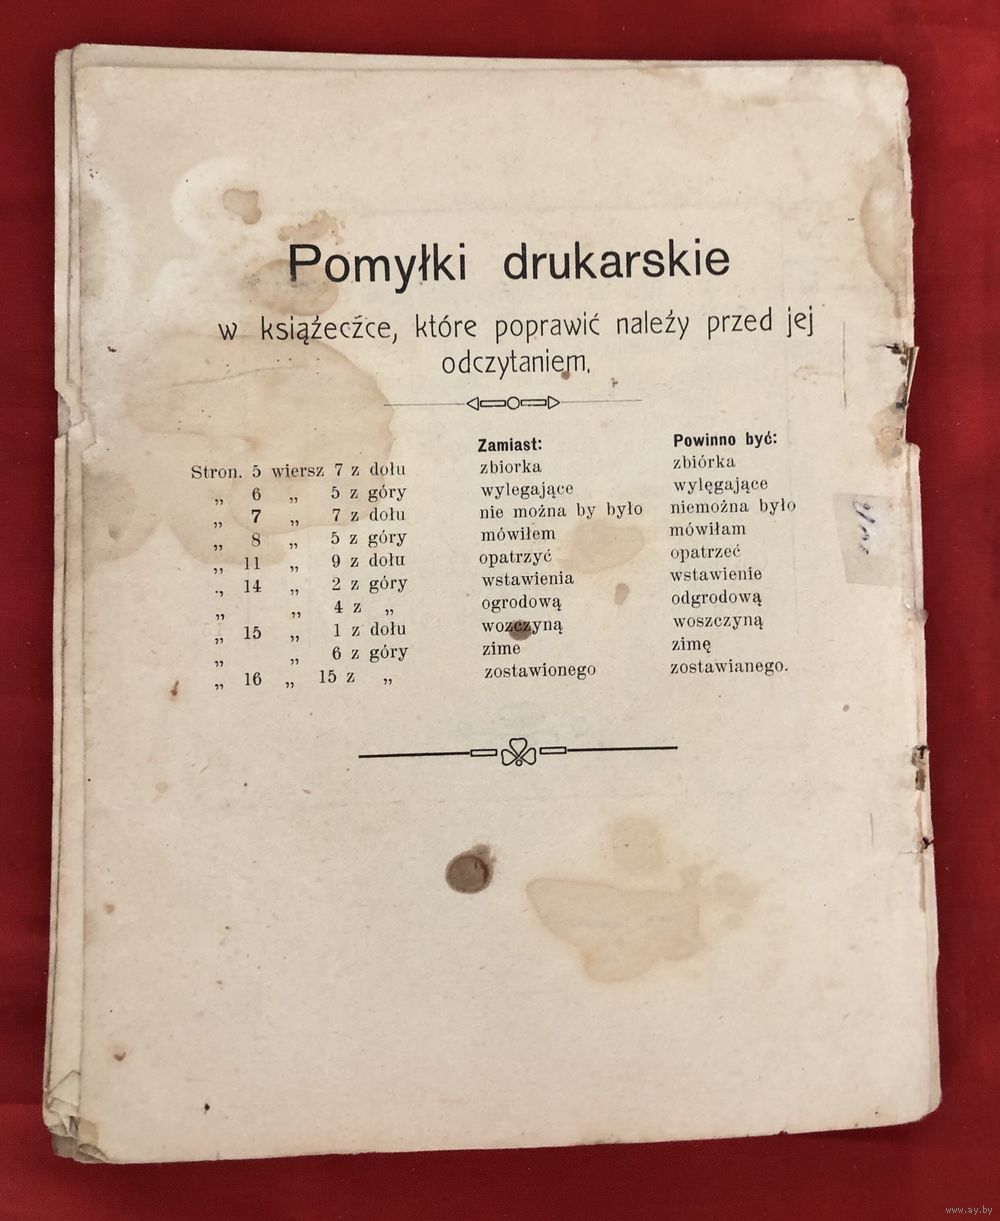 Pomyłki drukarskie
w książeczce, które poprawić należy przed jej
odczytaniem.
Zamiast: Powinno być:
Stron. 5 wiersz 7 z dołu zbiorka zbiórka
„ 6 „ 5 z góry wylegające wylęgające
„ 7 „ 7 z dołu nie można by było niemożna było
„ 8 „ 5 z góry mówiłem mówiłam
„ 11 „ 9 z dołu opatrzyć opatrzeć
„ 14 „ 2 z góry wstawienia wstawienie
„ „ 4 z „ ogrodową odgrodową
„ 15 „ 1 z dołu wozczyną woszczyną
„ „ 6 z góry zime zimę
„ 16 „ 15 z „ zostawionego zostawianego.
www.ay.by